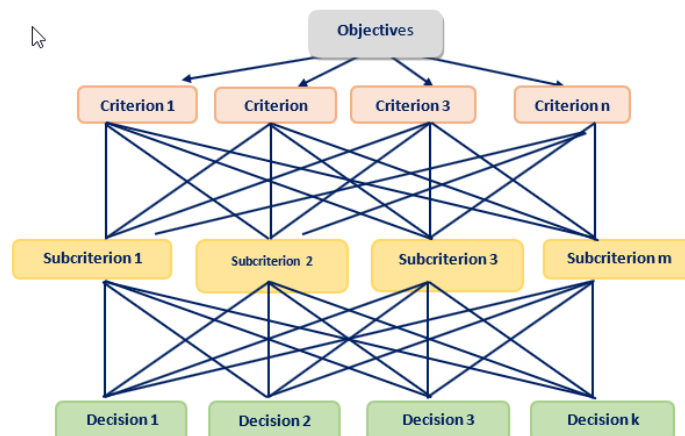 Objectives
Criterion 1
Criterion
Criterion 3
Criterion n
Subcriterion 1
Subcriterion 2
Subcriterion 3
Subcriterion m
Decision 1
Decision 2
Decision 3
Decision k